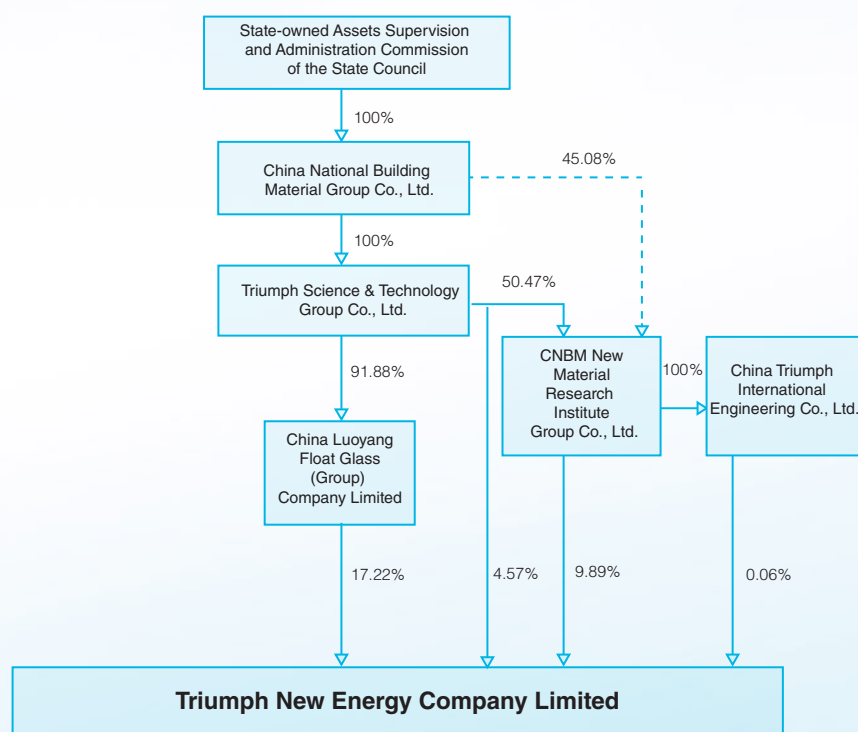 State-owned Assets Supervision
and Administration Commission
of the State Council
100%
China National Building
Material Group Co., Ltd.
45.08%
100%
Triumph Science & Technology
Group Co., Ltd.
50.47%
91.88%
CNBM New
Material
Research
Institute
Group Co., Ltd.
100%
China Triumph
International
Engineering Co., Ltd.
China Luoyang
Float Glass
(Group)
Company Limited
17.22%
4.57%
9.89%
0.06%
Triumph New Energy Company Limited